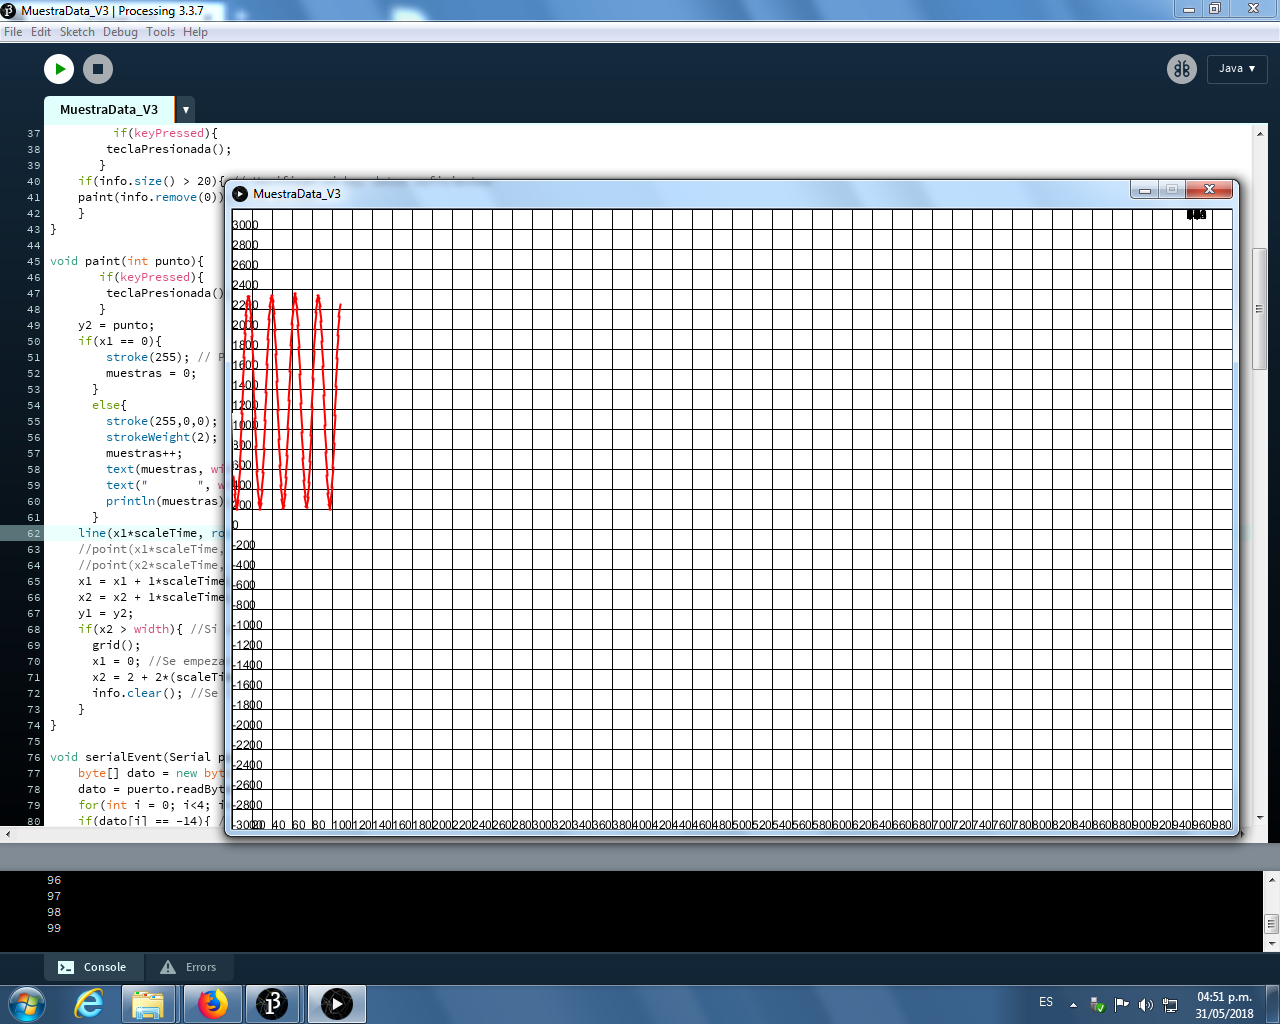 MuestraData_V3 | Processing 3.3.7
File Edit Sketch Debug Tools Help
Java ▾
MuestraData_V3 ▾
37 if(keyPressed){
38 teclaPresionada();
39 }
40 if(info.size() > 20){
41 paint(info.remove(0))
42 }
43 }
44
45 void paint(int punto){
46 if(keyPressed){
47 teclaPresionada()
48 }
49 y2 = punto;
50 if(x1 == 0){
51 stroke(255); // P
52 muestras = 0;
53 }
54 else{
55 stroke(255,0,0);
56 strokeWeight(2);
57 muestras++;
58 text(muestras, wi
59 text("       ", w
60 println(muestras)
61 }
62 line(x1*scaleTime, ro
63 //point(x1*scaleTime,
64 //point(x2*scaleTime,
65 x1 = x1 + 1*scaleTime
66 x2 = x2 + 1*scaleTime
67 y1 = y2;
68 if(x2 > width){ //Si
69 grid();
70 x1 = 0; //Se empeza
71 x2 = 2 + 2*(scaleTi
72 info.clear(); //Se
73 }
74 }
75
76 void serialEvent(Serial p
77 byte[] dato = new byt
78 dato = puerto.readByt
79 for(int i = 0; i<4; i
80 if(dato[i] == -14){ /
MuestraData_V3
3000
2800
2600
2400
2200
2000
1800
1600
1400
1200
1000
800
600
400
200
0
-200
-400
-600
-800
-1000
-1200
-1400
-1600
-1800
-2000
-2200
-2400
-2600
-2800
-3000 20 40 60 80 100 120 140 160 180 200 220 240 260 280 300 320 340 360 380 400 420 440 460 480 500 520 540 560 580 600 620 640 660 680 700 720 740 760 780 800 820 840 860 880 900 920 940 960 980
96
97
98
99
Console Errors
ES 04:51 p.m.
31/05/2018